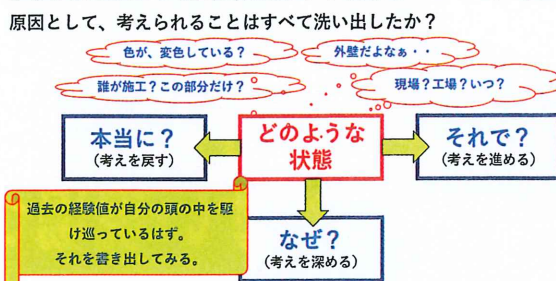 原因として、考えられることはすべて洗い出したか？
色が、変色している？
外壁だよなぁ・・
誰が施工？この部分だけ？
現場？工場？いつ？
本当に？
（考えを戻す）
どのような
状態
それで？
（考えを進める）
過去の経験値が自分の頭の中を駆
け巡っているはず。
それを書き出してみる。
なぜ？
（考えを深める）